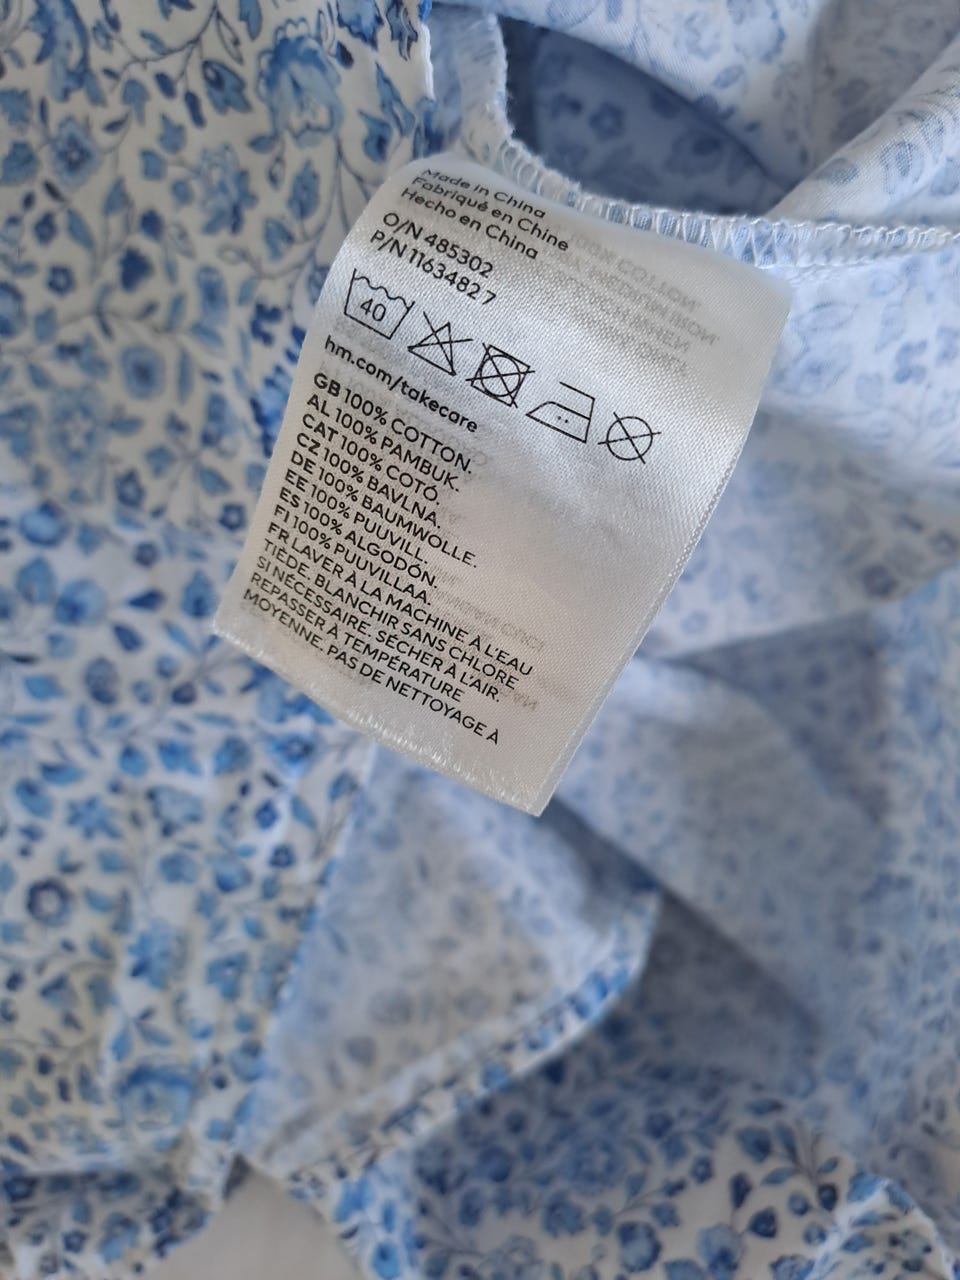 Made in China
Fabriqué en Chine
Hecho en China
O/N 485302
P/N 11634827
40
hm.com/takecare
GB 100% COTTON.
AL 100% PAMBUK.
CAT 100% COTÓ.
CZ 100% BAVLNA.
DE 100% BAUMWOLLE.
EE 100% PUUVILL.
ES 100% ALGODÓN.
FI 100% PUUVILLAA.
FR LAVER À LA MACHINE À L'EAU
TIÈDE. BLANCHIR SANS CHLORE
SI NÉCESSAIRE. SÉCHER À L'AIR.
REPASSER À TEMPÉRATURE
MOYENNE. PAS DE NETTOYAGE À